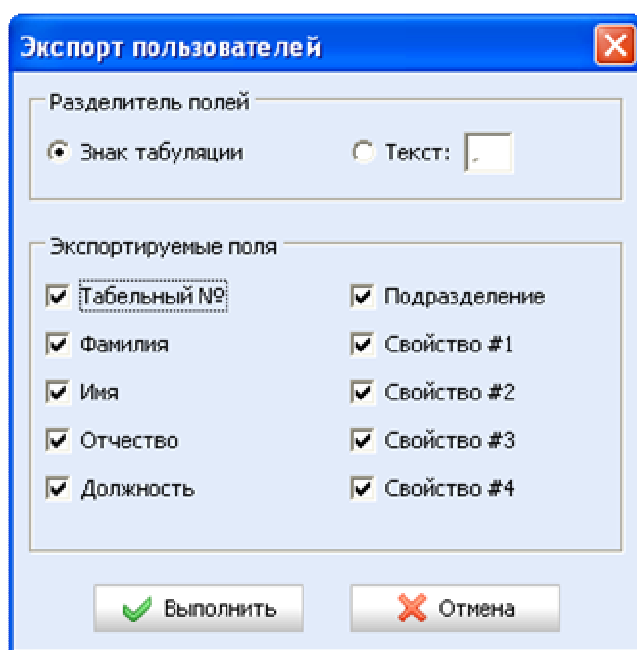 Экспорт пользователей
Разделитель полей
Знак табуляции Текст: ,
Экспортируемые поля
Табельный № Подразделение
Фамилия Свойство #1
Имя Свойство #2
Отчество Свойство #3
Должность Свойство #4
Выполнить Отмена